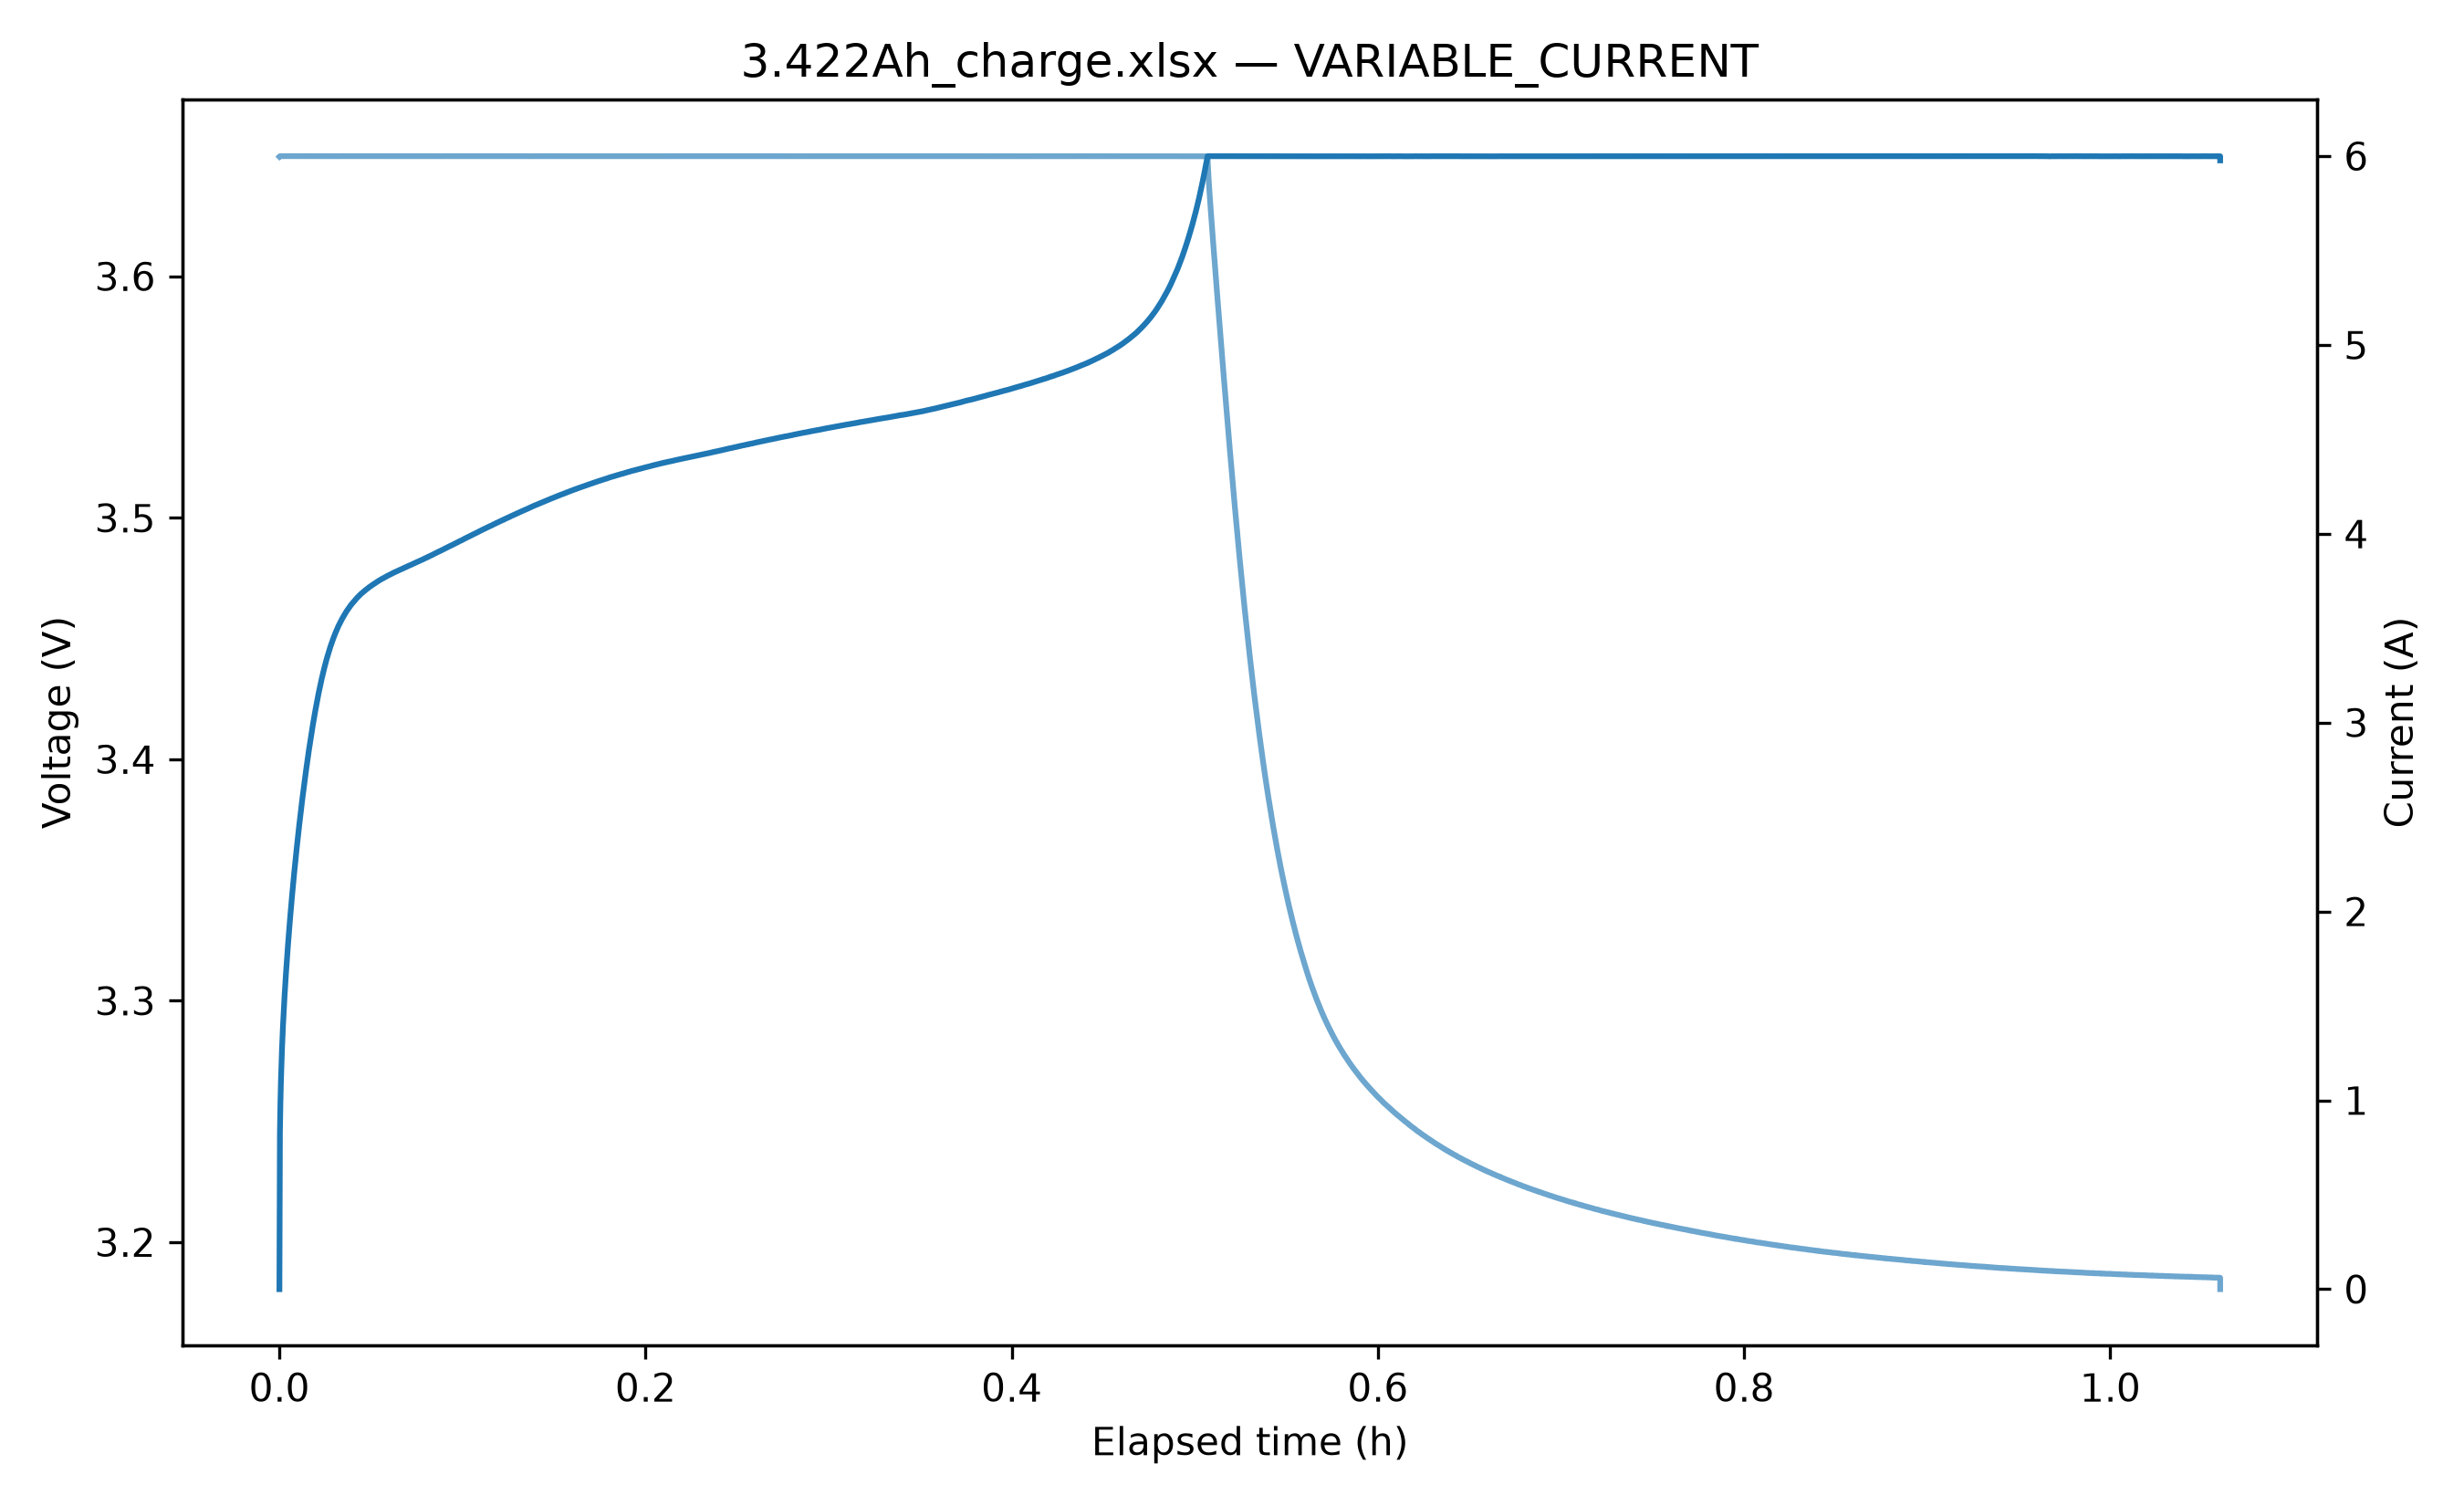 3.422Ah_charge.xlsx — VARIABLE_CURRENT
Voltage (V)
3.6
3.5
3.4
3.3
3.2
6
5
4
3
2
1
0
Current (A)
0.0 0.2 0.4 0.6 0.8 1.0
Elapsed time (h)